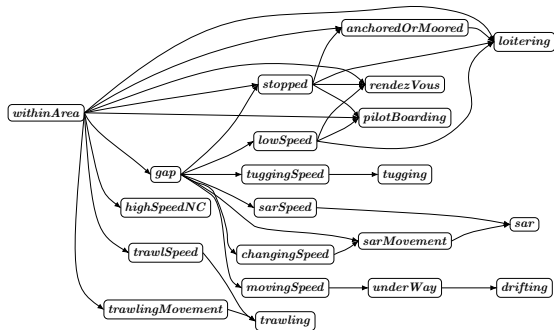 anchoredOrMoored
loitering
stopped
rendezVous
withinArea
pilotBoarding
lowSpeed
gap
tuggingSpeed
tugging
highSpeedNC
sarSpeed
sar
sarMovement
trawlSpeed
changingSpeed
movingSpeed
underWay
drifting
trawlingMovement
trawling